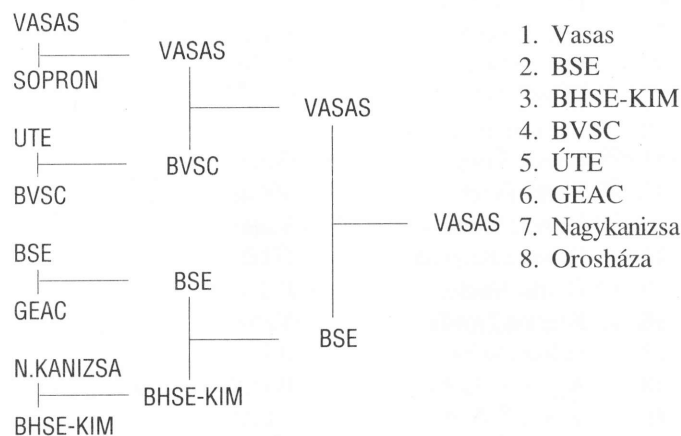 VASAS
SOPRON
UTE
BVSC
BSE
GEAC
N.KANIZSA
BHSE-KIM
VASAS
BVSC
BSE
BHSE-KIM
VASAS
BSE
VASAS
1. Vasas
2. BSE
3. BHSE-KIM
4. BVSC
5. ÚTE
6. GEAC
7. Nagykanizsa
8. Orosháza